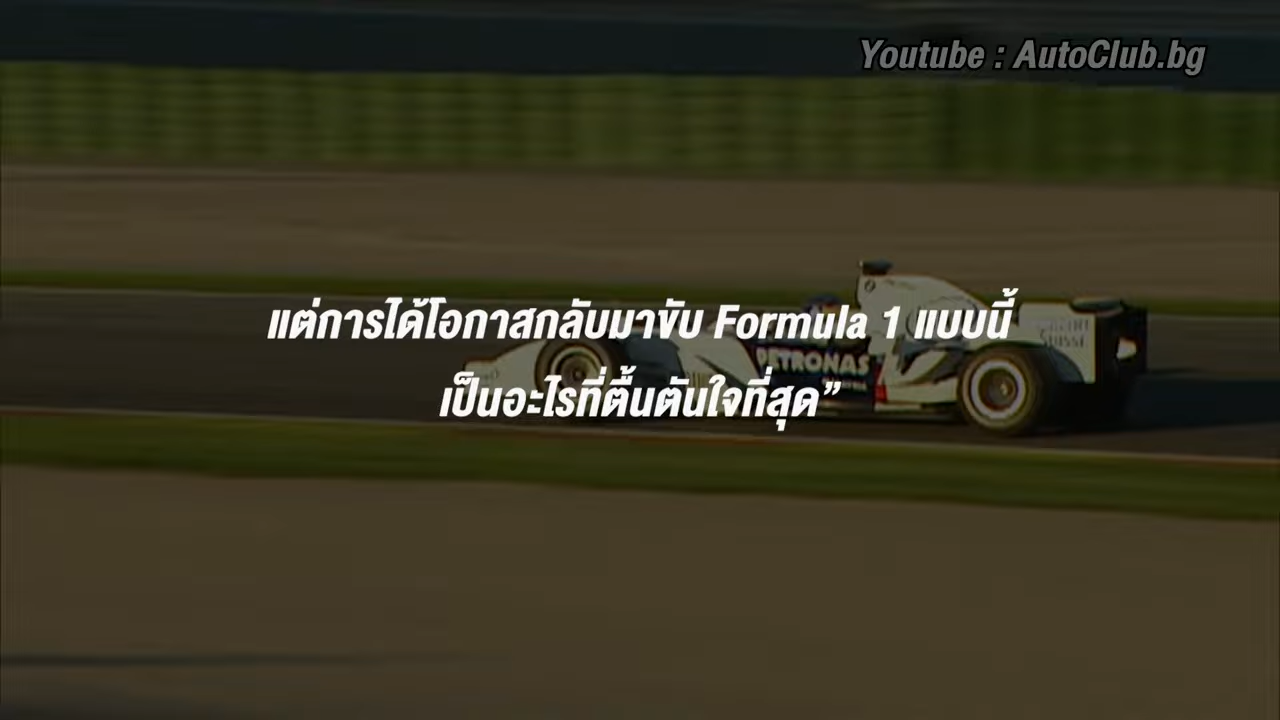 Youtube : AutoClub.bg
แต่การได้โอกาสกลับมาขับ Formula 1 แบบนี้
เป็นอะไรที่ตื้นตันใจที่สุด”
PETRONAS
SUISSE